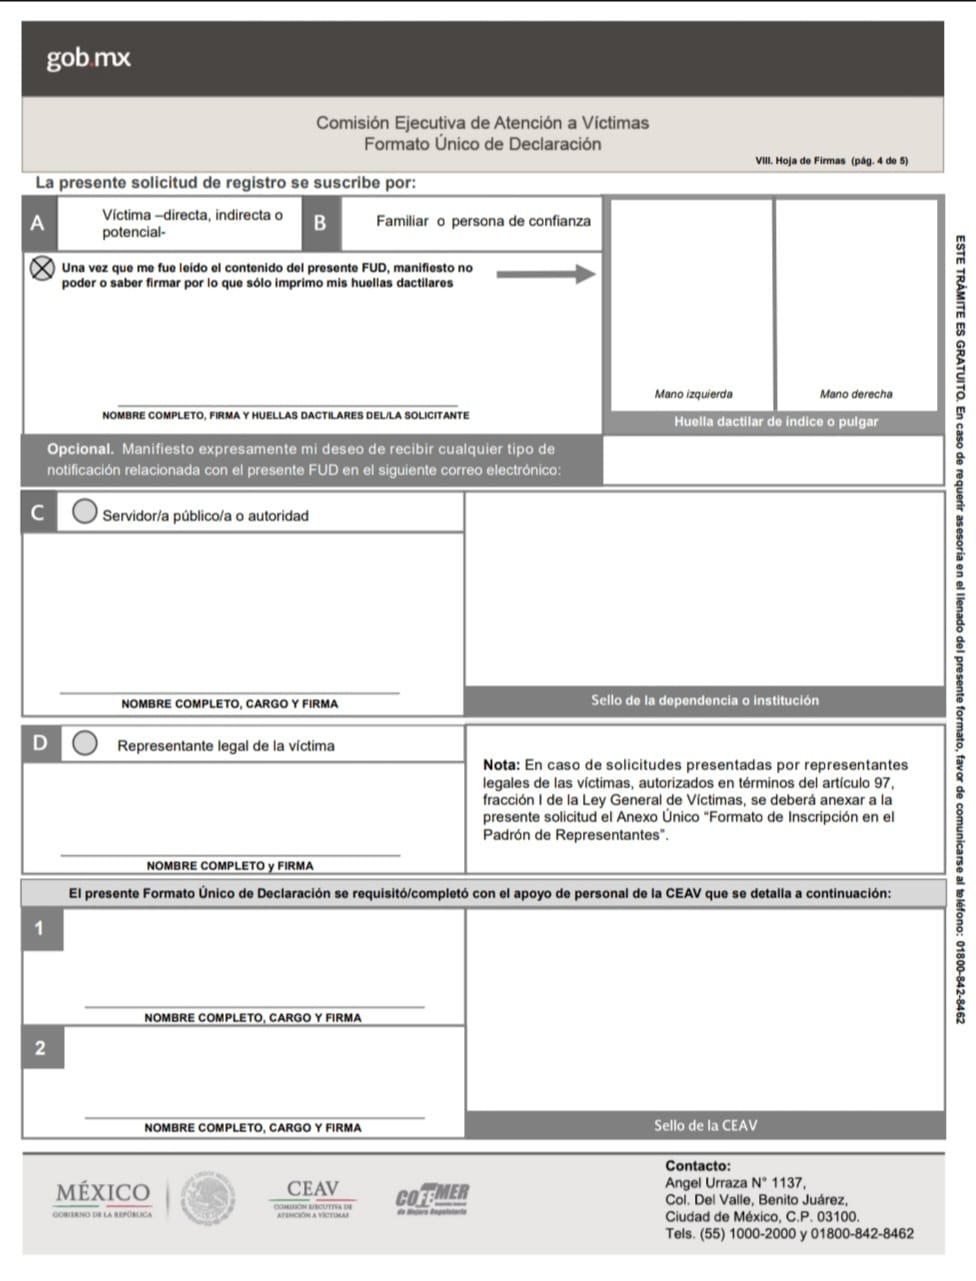 gob.mx
Comisión Ejecutiva de Atención a Víctimas
Formato Único de Declaración
VIII. Hoja de Firmas (pág. 4 de 5)
La presente solicitud de registro se suscribe por:
A
Víctima –directa, indirecta o
potencial-
B
Familiar o persona de confianza
Una vez que me fue leído el contenido del presente FUD, manifiesto no
poder o saber firmar por lo que sólo imprimo mis huellas dactilares
NOMBRE COMPLETO, FIRMA Y HUELLAS DACTILARES DEL/LA SOLICITANTE
Mano izquierda
Mano derecha
Huella dactilar de índice o pulgar
Opcional. Manifiesto expresamente mi deseo de recibir cualquier tipo de
notificación relacionada con el presente FUD en el siguiente correo electrónico:
C
Servidor/a público/a o autoridad
NOMBRE COMPLETO, CARGO Y FIRMA
Sello de la dependencia o institución
D
Representante legal de la víctima
NOMBRE COMPLETO y FIRMA
Nota: En caso de solicitudes presentadas por representantes
legales de las víctimas, autorizados en términos del artículo 97,
fracción I de la Ley General de Víctimas, se deberá anexar a la
presente solicitud el Anexo Único “Formato de Inscripción en el
Padrón de Representantes”.
El presente Formato Único de Declaración se requisitó/completó con el apoyo de personal de la CEAV que se detalla a continuación:
1
NOMBRE COMPLETO, CARGO Y FIRMA
2
NOMBRE COMPLETO, CARGO Y FIRMA
Sello de la CEAV
ESTE TRÁMITE ES GRATUITO. En caso de requerir asesoría en el llenado del presente formato, favor de comunicarse al teléfono: 01800-842-8462
MÉXICO
GOBIERNO DE LA REPÚBLICA
CEAV
COMISIÓN EJECUTIVA DE
ATENCIÓN A VÍCTIMAS
COFEMER
de Mejora Regulatoria
Contacto:
Angel Urraza N° 1137,
Col. Del Valle, Benito Juárez,
Ciudad de México, C.P. 03100.
Tels. (55) 1000-2000 y 01800-842-8462